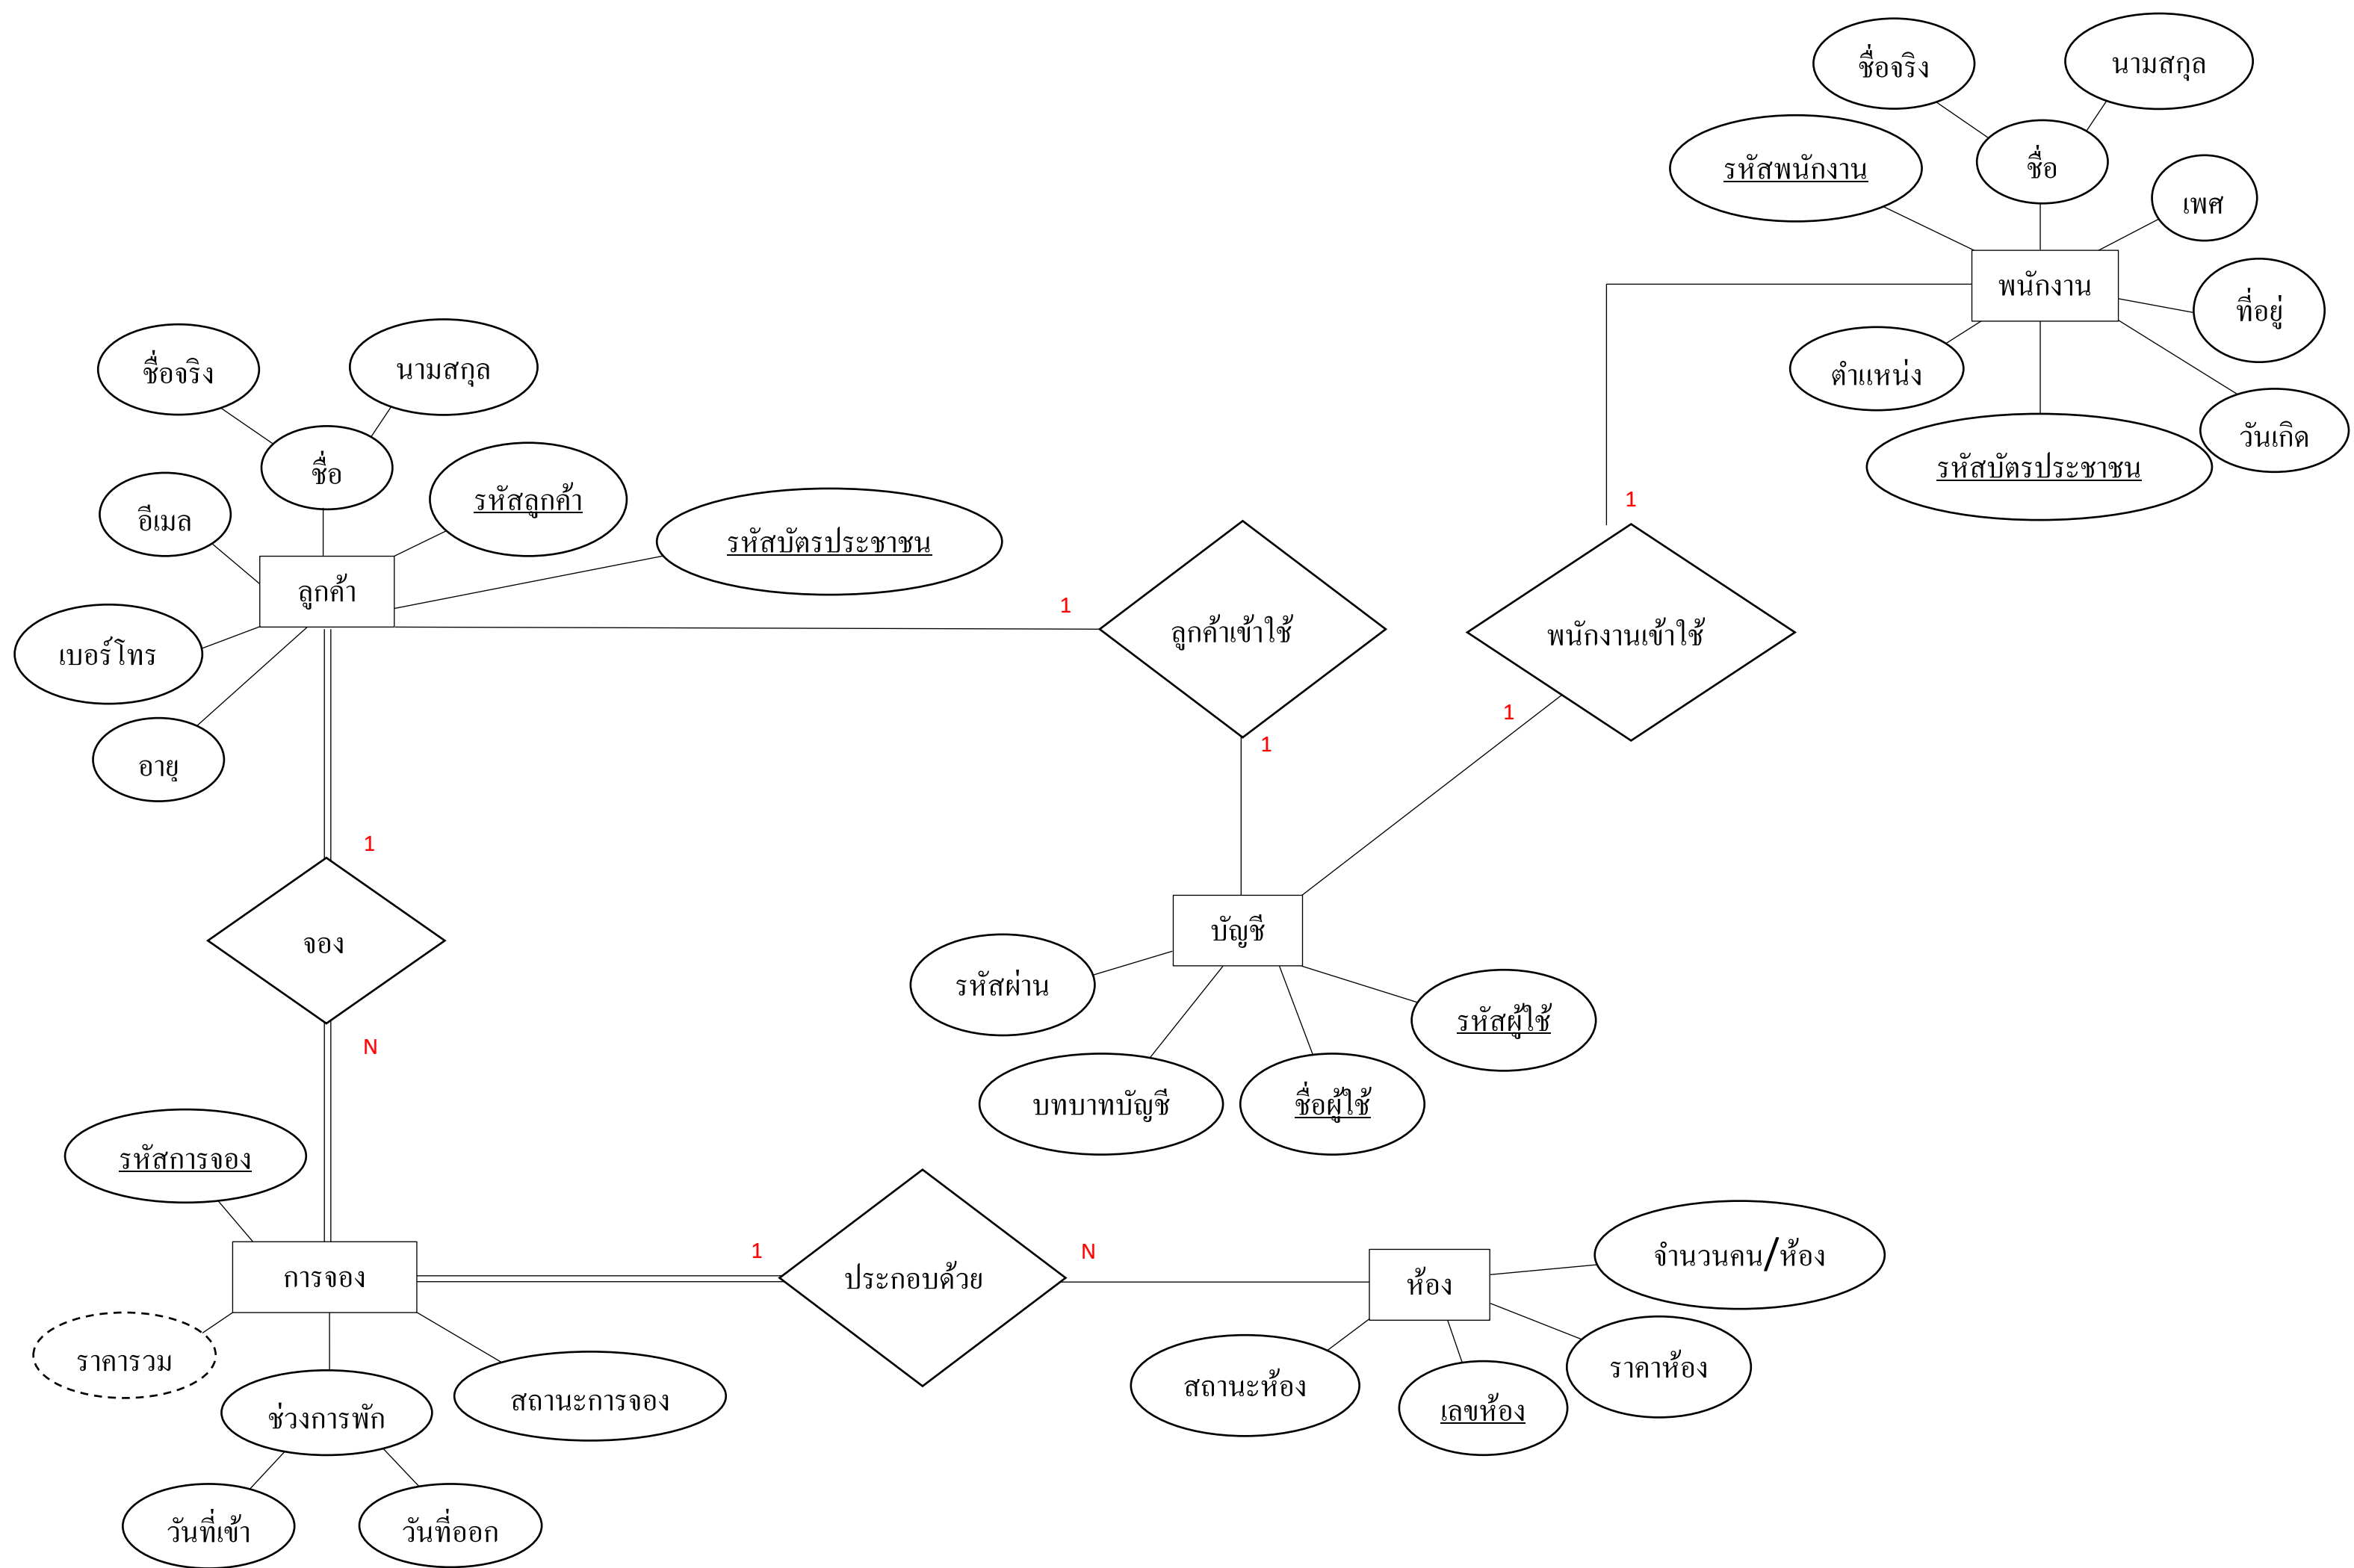 ชื่อจริง
นามสกุล
รหัสพนักงาน
ชื่อ
เพศ
พนักงาน
ที่อยู่
ตำแหน่ง
วันเกิด
รหัสบัตรประชาชน
ชื่อจริง
นามสกุล
ชื่อ
อีเมล
รหัสลูกค้า
รหัสบัตรประชาชน
ลูกค้า
เบอร์โทร
อายุ
1
ลูกค้าเข้าใช้
1
1
พนักงานเข้าใช้
1
1
จอง
N
บัญชี
รหัสผ่าน
รหัสผู้ใช้
บทบาทบัญชี
ชื่อผู้ใช้
รหัสการจอง
การจอง
1
ประกอบด้วย
N
ห้อง
จำนวนคน/ห้อง
ราคารวม
ช่วงการพัก
สถานะการจอง
สถานะห้อง
เลขห้อง
ราคาห้อง
วันที่เข้า
วันที่ออก